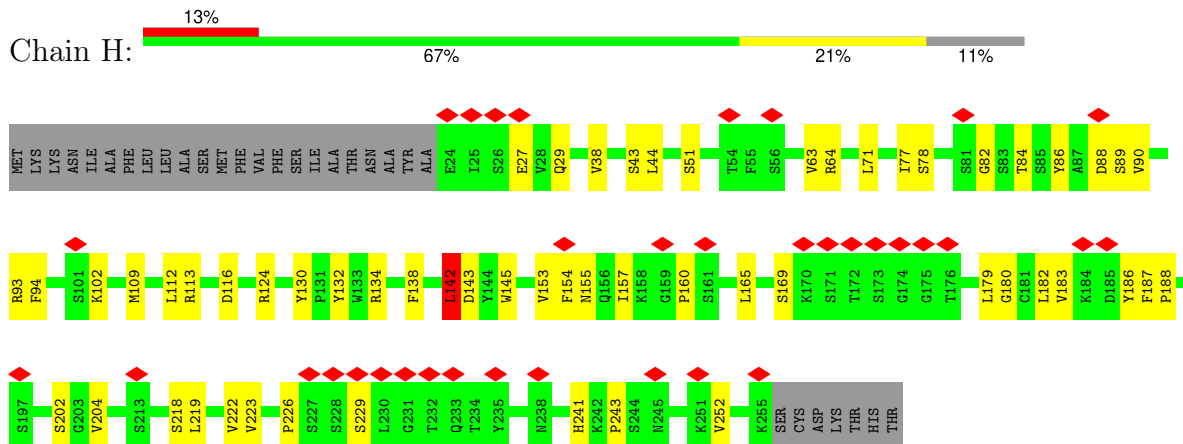 13%
Chain H:
67% 21% 11%
MET LYS LYS ASN ILE ALA PHE LEU LEU ALA SER MET PHE VAL PHE SER ILE ALA THR ASN ALA TYR ALA E24 I25 S26 E27 V28 Q29 V38 S43 L44 S51 T54 F55 S56 V63 R64 L71 I77 S78 S81 G82 S83 T84 S85 Y86 A87 D88 S89 V90
R93 F94 S101 K102 M109 L112 R113 D116 R124 Y130 P131 Y132 W133 R134 F138 L142 D143 Y144 W145 V153 F154 N155 Q156 I157 K158 G159 P160 S161 L165 S169 K170 S171 T172 S173 G174 G175 T176 L179 G180 C181 L182 V183 K184 D185 Y186 F187 P188
S197 S202 G203 V204 S213 S218 L219 V222 V223 P226 S227 S228 S229 L230 G231 T232 Q233 T234 Y235 N238 H241 K242 P243 S244 N245 K251 V252 K255 SER CYS ASP LYS THR HIS THR